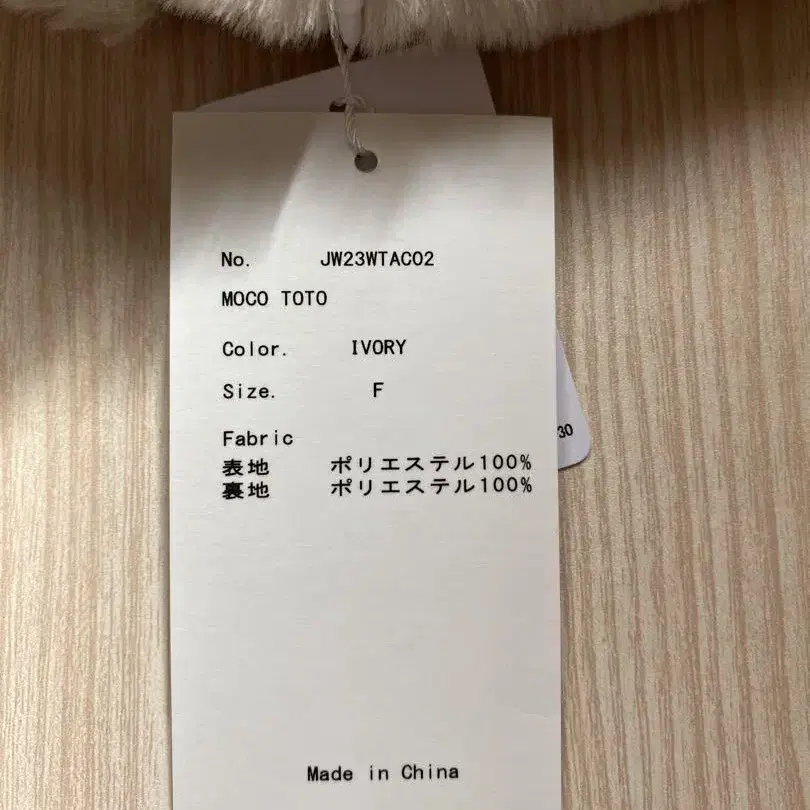 No. JW23WTAC02
MOCO TOTO
Color. IVORY
Size. F
Fabric
表地 ポリエステル100%
裏地 ポリエステル100%
30
Made in China